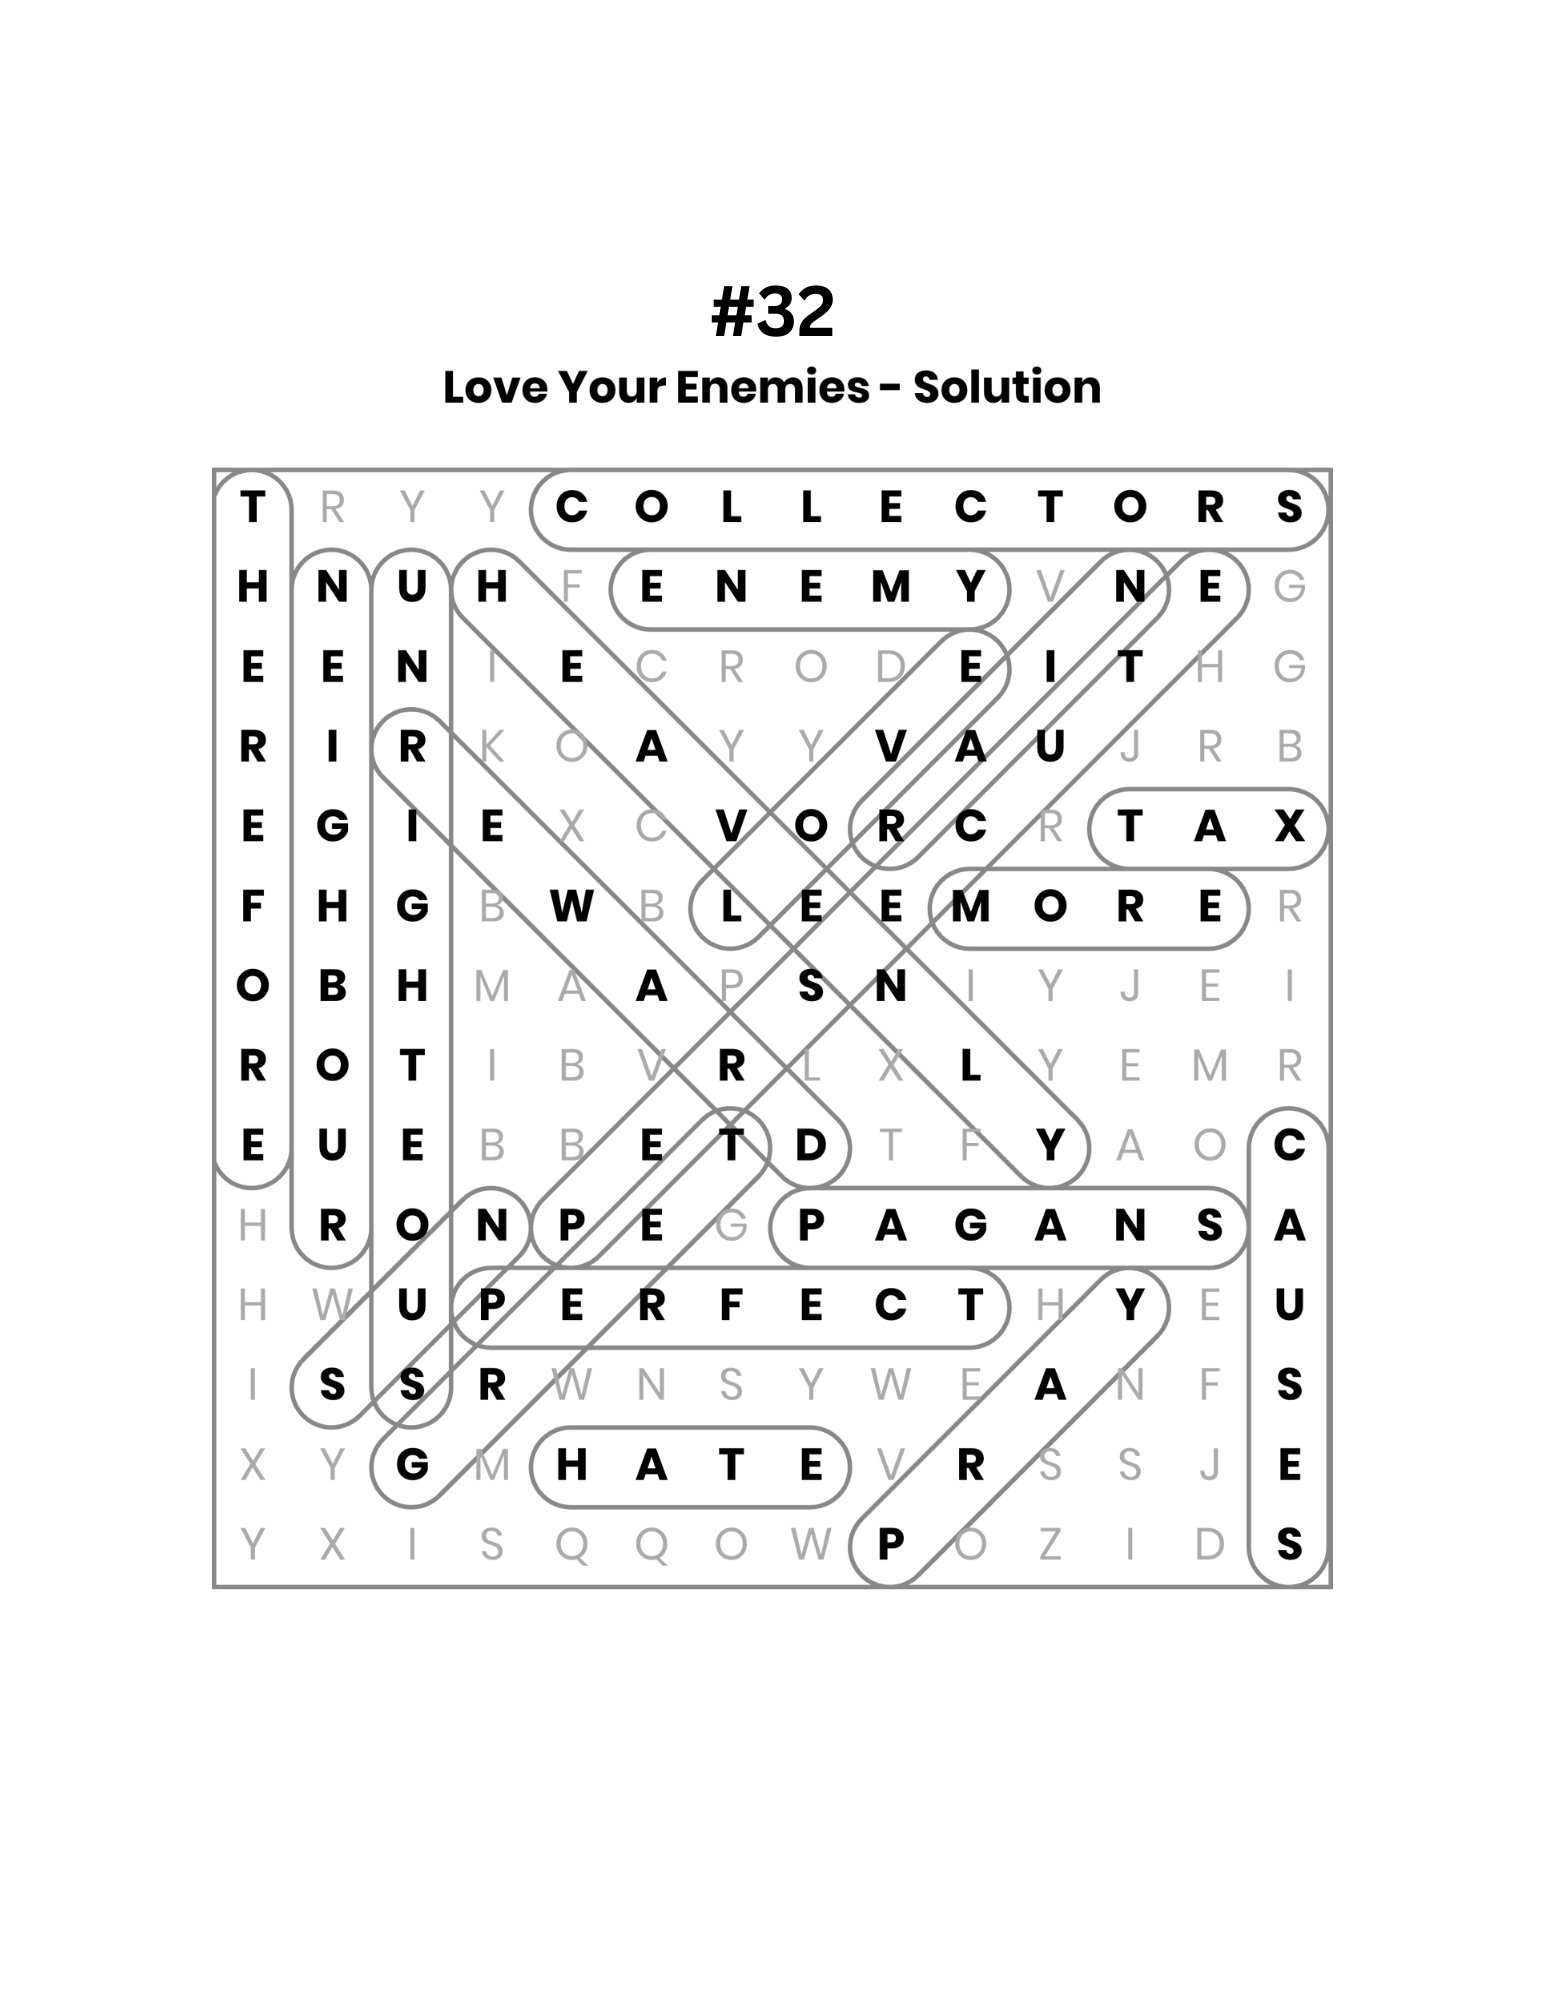 #32
Love Your Enemies - Solution
T R Y Y C O L L E C T O R S
H N U H F E N E M Y V N E G
E E N I E C R O D E I T H G
R I R K O A Y Y V A U J R B
E G I E X C V O R C R T A X
F H G B W B L E E M O R E R
O B H M A A P S N I Y J E I
R O T I B V R L X L Y E M R
E U E B B E T D T F Y A O C
H R O N P E G P A G A N S A
H W U P E R F E C T H Y E U
I S S R W N S Y W E A N F S
X Y G M H A T E V R S S J E
Y X I S Q Q O W P O Z I D S